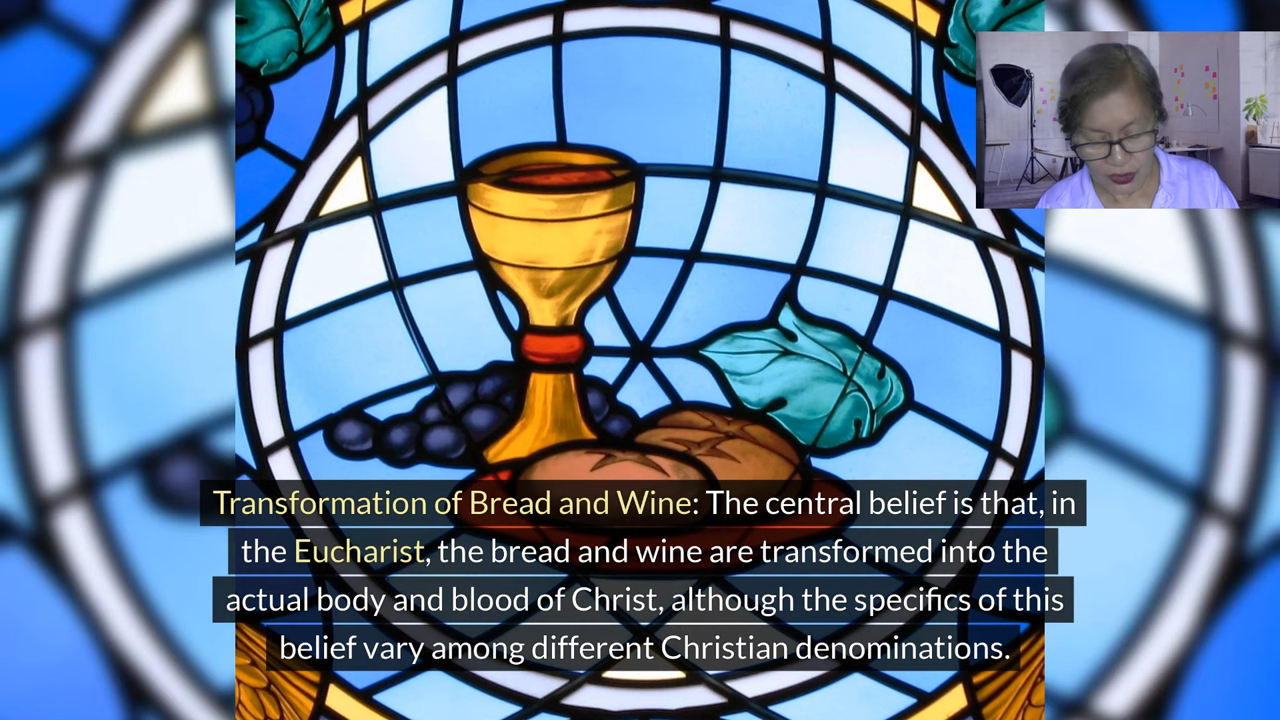 Transformation of Bread and Wine: The central belief is that, in
the Eucharist, the bread and wine are transformed into the
actual body and blood of Christ, although the specifics of this
belief vary among different Christian denominations.